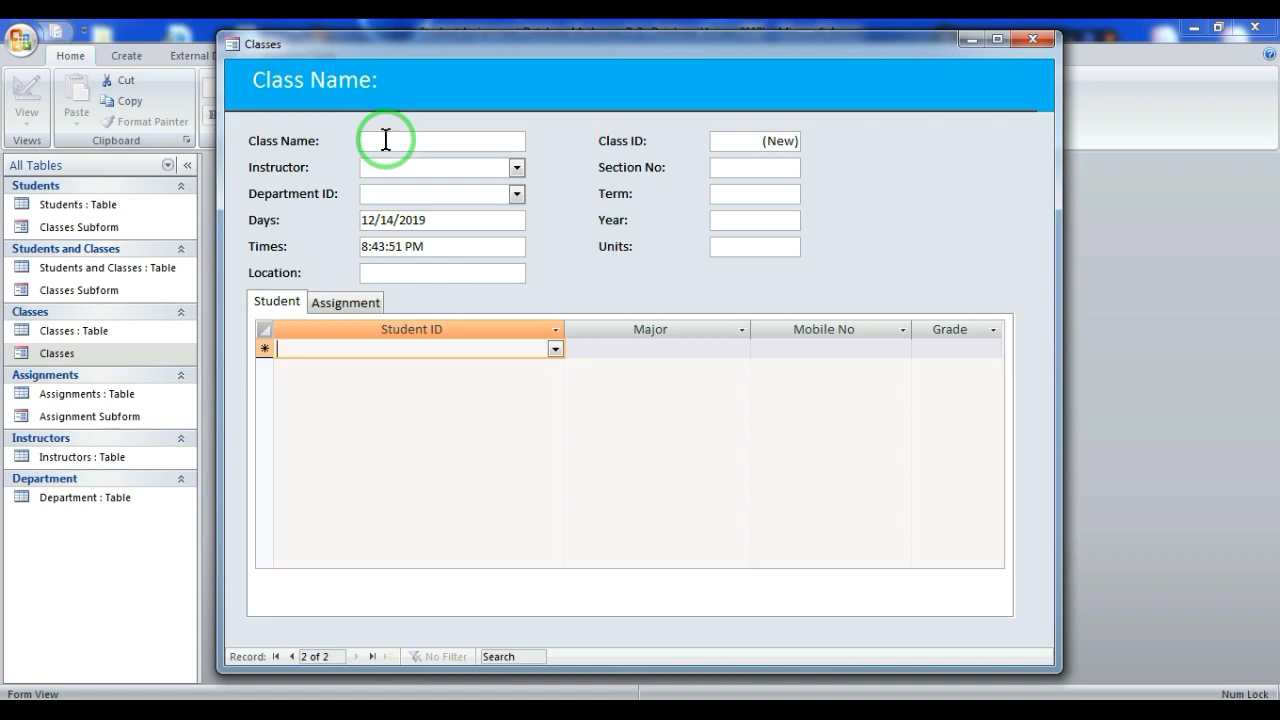 Classes
Home Create External D
Class Name:
View
Paste
Cut
Copy
Format Painter
Views Clipboard
All Tables
Students
Students : Table
Classes Subform
Students and Classes
Students and Classes : Table
Classes Subform
Classes
Classes : Table
Classes
Assignments
Assignments : Table
Assignment Subform
Instructors
Instructors : Table
Department
Department : Table
Class Name: Class ID: (New)
Instructor: Section No:
Department ID: Term:
Days: 12/14/2019 Year:
Times: 8:43:51 PM Units:
Location:
Student Assignment
Student ID Major Mobile No Grade
Record: 2 of 2 No Filter Search
Form View Num Lock